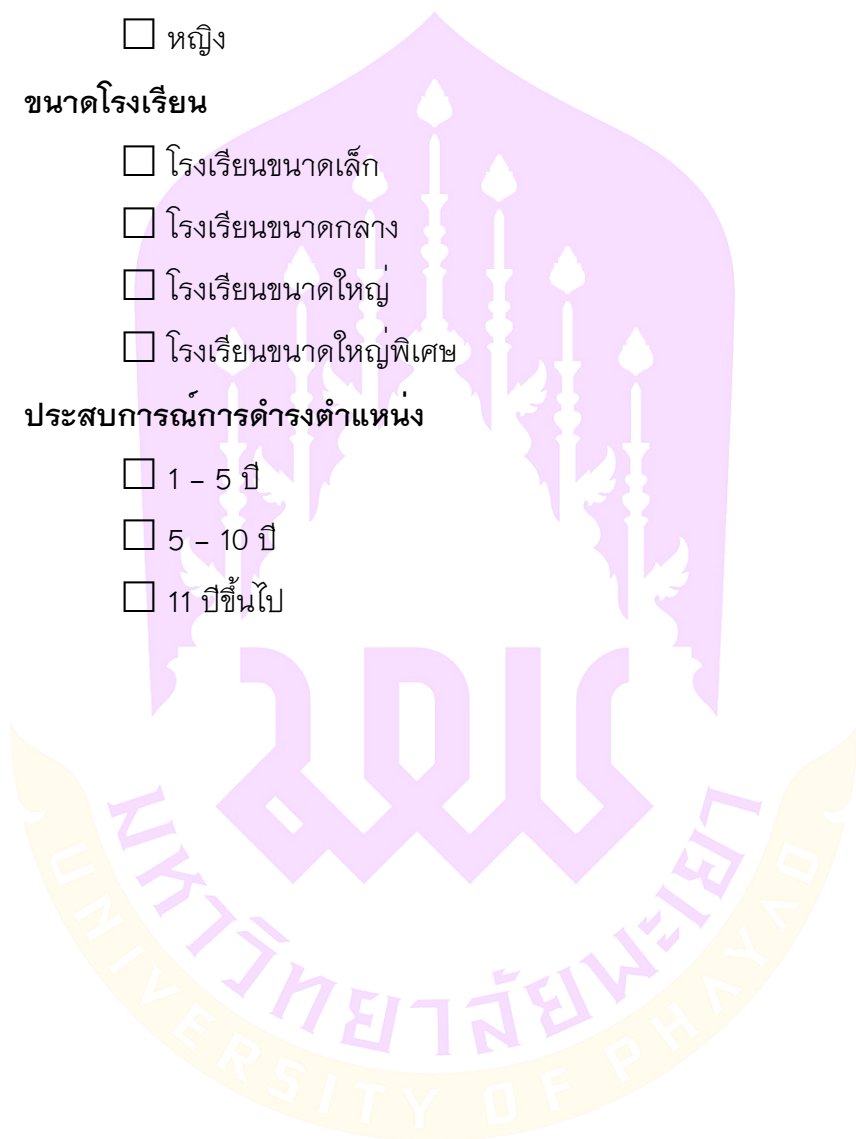 ☐ หญิง
ขนาดโรงเรียน
☐ โรงเรียนขนาดเล็ก
☐ โรงเรียนขนาดกลาง
☐ โรงเรียนขนาดใหญ่
☐ โรงเรียนขนาดใหญ่พิเศษ
ประสบการณ์การดำรงตำแหน่ง
☐ 1 – 5 ปี
☐ 5 – 10 ปี
☐ 11 ปีขึ้นไป
มหาวิทยาลัยพะเยา
UNIVERSITY OF PHAYAO